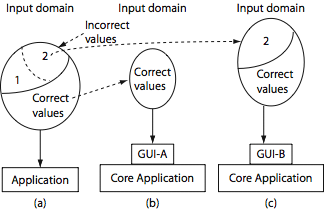 Input domain
Input domain
Input domain
Incorrect
values
2
1
Correct
values
Correct
values
2
Correct
values
GUI-A
GUI-B
Application
Core Application
Core Application
(a)
(b)
(c)